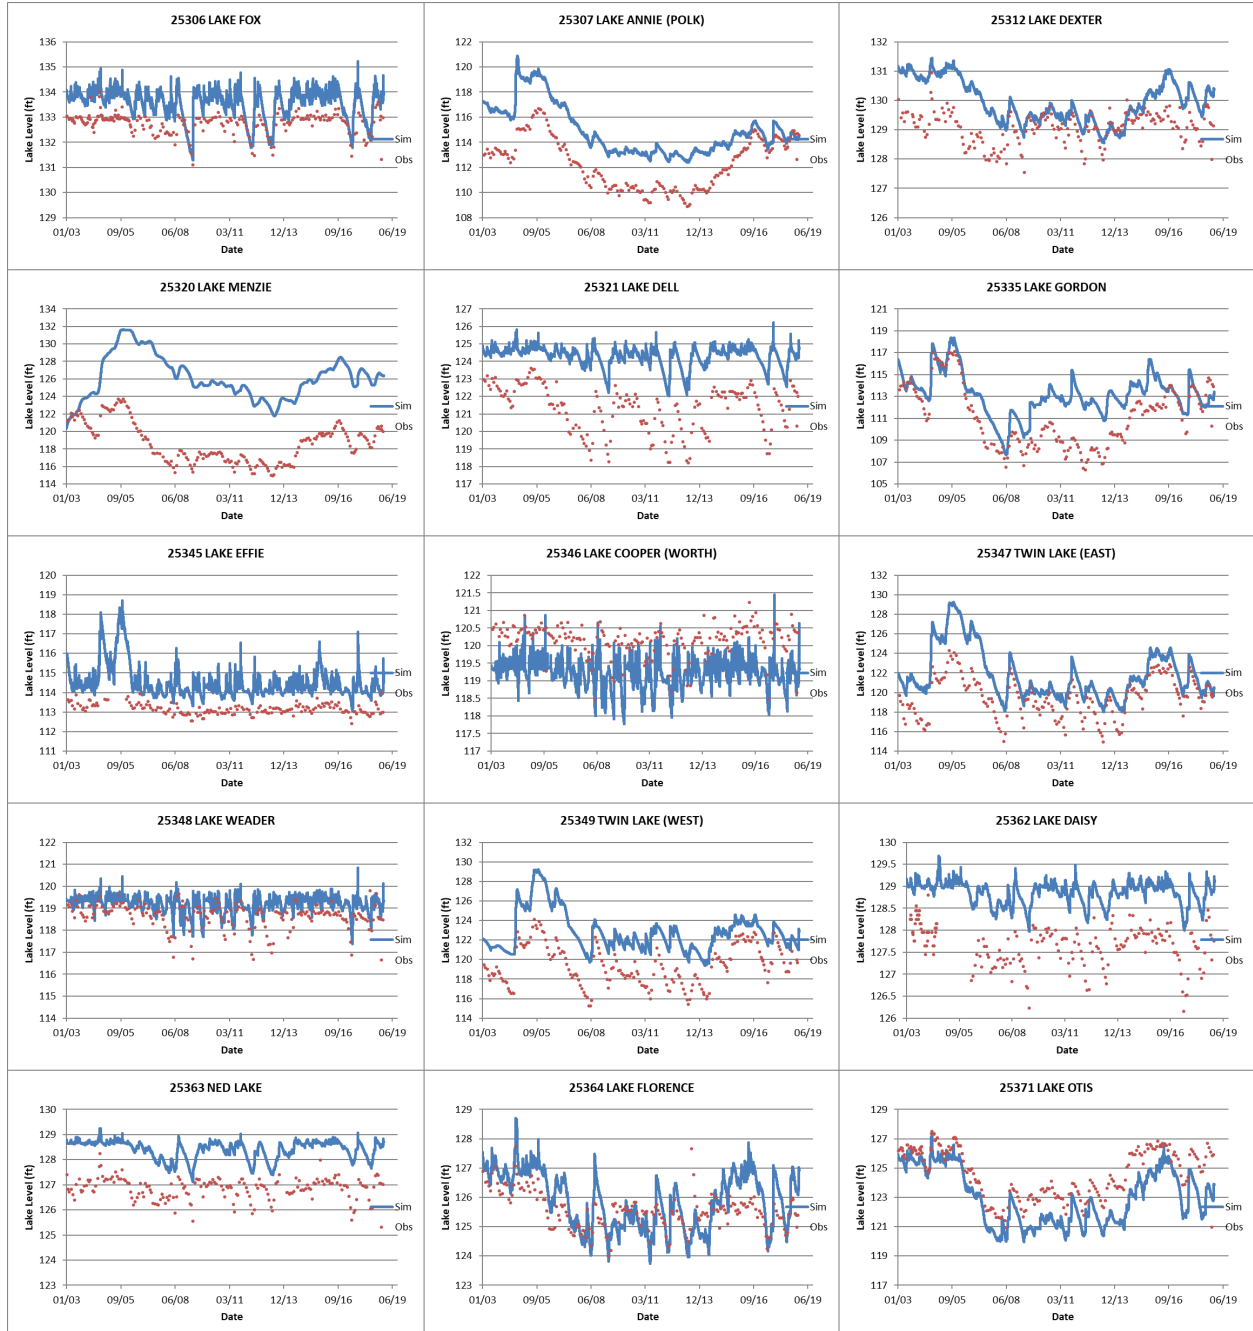 25306 LAKE FOX
Lake Level (ft)
136
135
134
133
132
131
130
129
Sim
Obs
01/03 09/05 06/08 03/11 12/13 09/16 06/19
Date
25307 LAKE ANNIE (POLK)
Lake Level (ft)
122
120
118
116
114
112
110
108
Sim
Obs
01/03 09/05 06/08 03/11 12/13 09/16 06/19
Date
25312 LAKE DEXTER
Lake Level (ft)
132
131
130
129
128
127
126
Sim
Obs
01/03 09/05 06/08 03/11 12/13 09/16 06/19
Date
25320 LAKE MENZIE
Lake Level (ft)
134
132
130
128
126
124
122
120
118
116
114
Sim
Obs
01/03 09/05 06/08 03/11 12/13 09/16 06/19
Date
25321 LAKE DELL
Lake Level (ft)
127
126
125
124
123
122
121
120
119
118
117
Sim
Obs
01/03 09/05 06/08 03/11 12/13 09/16 06/19
Date
25335 LAKE GORDON
Lake Level (ft)
121
119
117
115
113
111
109
107
105
Sim
Obs
01/03 09/05 06/08 03/11 12/13 09/16 06/19
Date
25345 LAKE EFFIE
Lake Level (ft)
120
119
118
117
116
115
114
113
112
111
Sim
Obs
01/03 09/05 06/08 03/11 12/13 09/16 06/19
Date
25346 LAKE COOPER (WORTH)
Lake Level (ft)
122
121.5
121
120.5
120
119.5
119
118.5
118
117.5
117
Sim
Obs
01/03 09/05 06/08 03/11 12/13 09/16 06/19
Date
25347 TWIN LAKE (EAST)
Lake Level (ft)
132
130
128
126
124
122
120
118
116
114
Sim
Obs
01/03 09/05 06/08 03/11 12/13 09/16 06/19
Date
25348 LAKE WEADER
Lake Level (ft)
122
121
120
119
118
117
116
115
114
Sim
Obs
01/03 09/05 06/08 03/11 12/13 09/16 06/19
Date
25349 TWIN LAKE (WEST)
Lake Level (ft)
132
130
128
126
124
122
120
118
116
114
Sim
Obs
01/03 09/05 06/08 03/11 12/13 09/16 06/19
Date
25362 LAKE DAISY
Lake Level (ft)
130
129.5
129
128.5
128
127.5
127
126.5
126
Sim
Obs
01/03 09/05 06/08 03/11 12/13 09/16 06/19
Date
25363 NED LAKE
Lake Level (ft)
130
129
128
127
126
125
124
123
Sim
Obs
01/03 09/05 06/08 03/11 12/13 09/16 06/19
Date
25364 LAKE FLORENCE
Lake Level (ft)
129
128
127
126
125
124
123
Sim
Obs
01/03 09/05 06/08 03/11 12/13 09/16 06/19
Date
25371 LAKE OTIS
Lake Level (ft)
129
127
125
123
121
119
117
Sim
Obs
01/03 09/05 06/08 03/11 12/13 09/16 06/19
Date